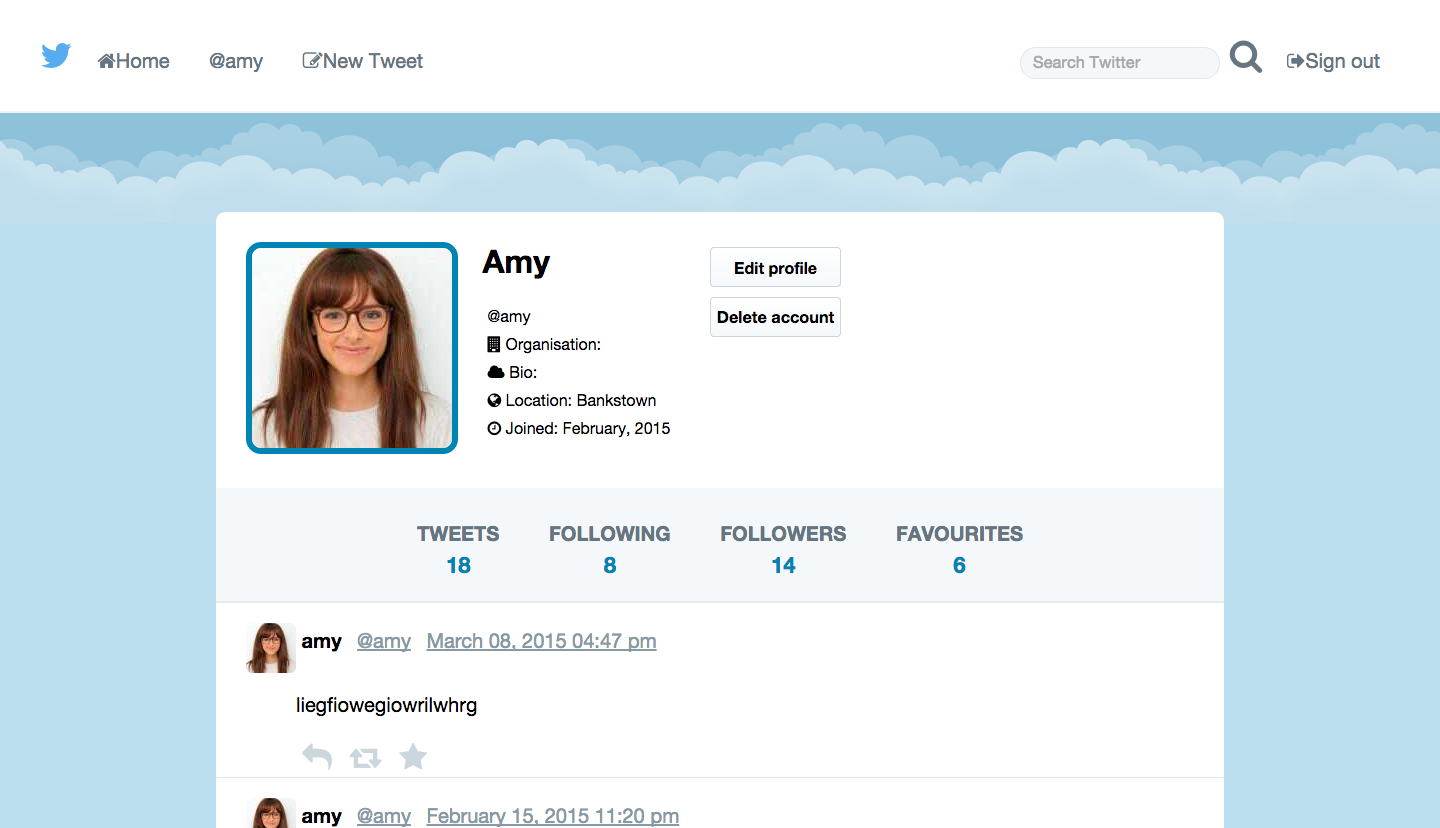 Home @amy New Tweet Search Twitter Sign out
Amy
Edit profile
@amy
Delete account
Organisation:
Bio:
Location: Bankstown
Joined: February, 2015
TWEETS FOLLOWING FOLLOWERS FAVOURITES
18 8 14 6
amy @amy March 08, 2015 04:47 pm
liegfiowegiowrilwhrg
amy @amy February 15, 2015 11:20 pm